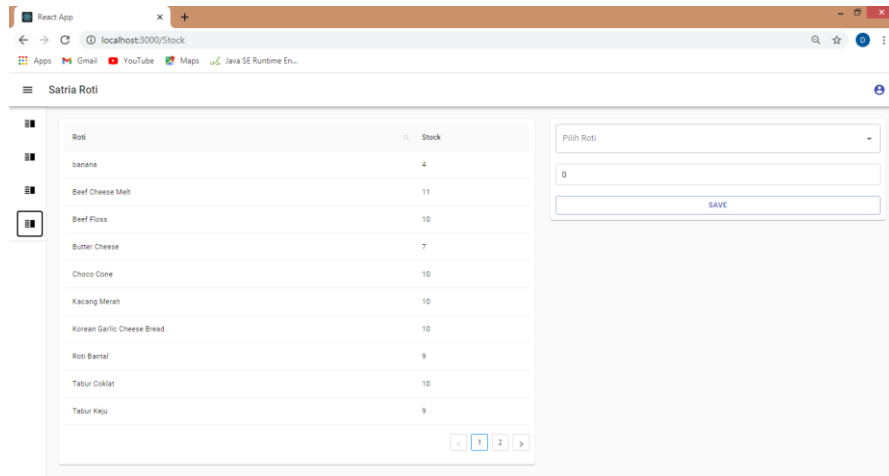 React App
localhost:3000/Stock
D
Apps Gmail YouTube Maps Java SE Runtime En...
Satria Roti
Roti Stock
banana 4
Beef Cheese Melt 11
Beef Floss 10
Butter Cheese 7
Choco Cone 10
Kacang Merah 10
Korean Garlic Cheese Bread 10
Roti Bantal 9
Tabur Coklat 10
Tabur Keju 9
1 2
Pilih Roti
0
SAVE